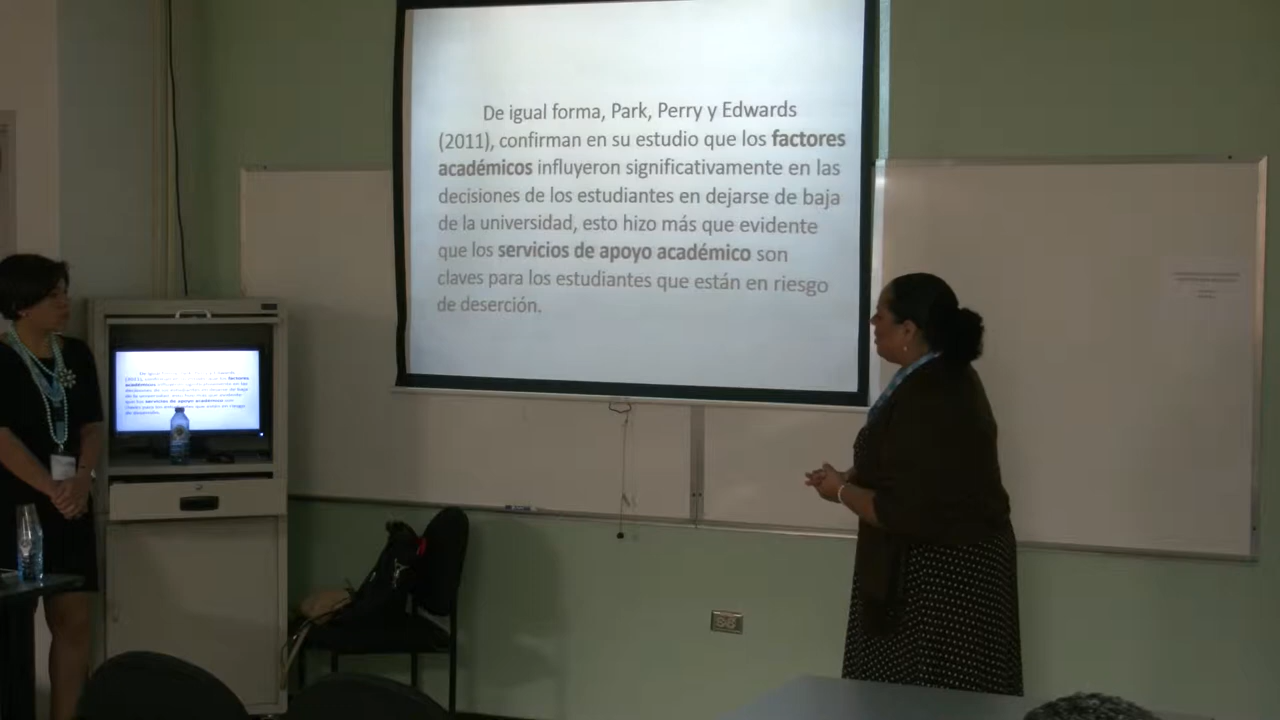 De igual forma, Park, Perry y Edwards
(2011), confirman en su estudio que los factores
académicos influyeron significativamente en las
decisiones de los estudiantes en dejarse de baja
de la universidad, esto hizo más que evidente
que los servicios de apoyo académico son
claves para los estudiantes que están en riesgo
de deserción.